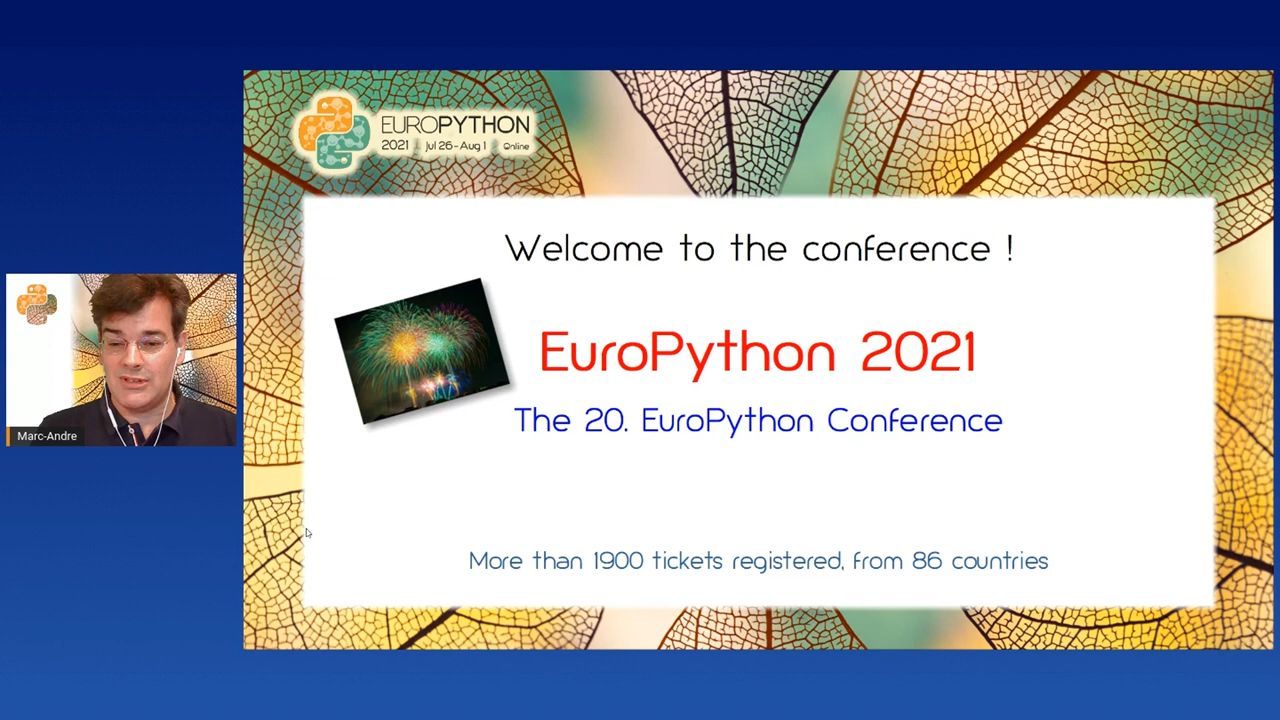 EUROPYTHON
2021 Jul 26-Aug 1 Online
Welcome to the conference !
EuroPython 2021
The 20. EuroPython Conference
More than 1900 tickets registered, from 86 countries
Marc-Andre